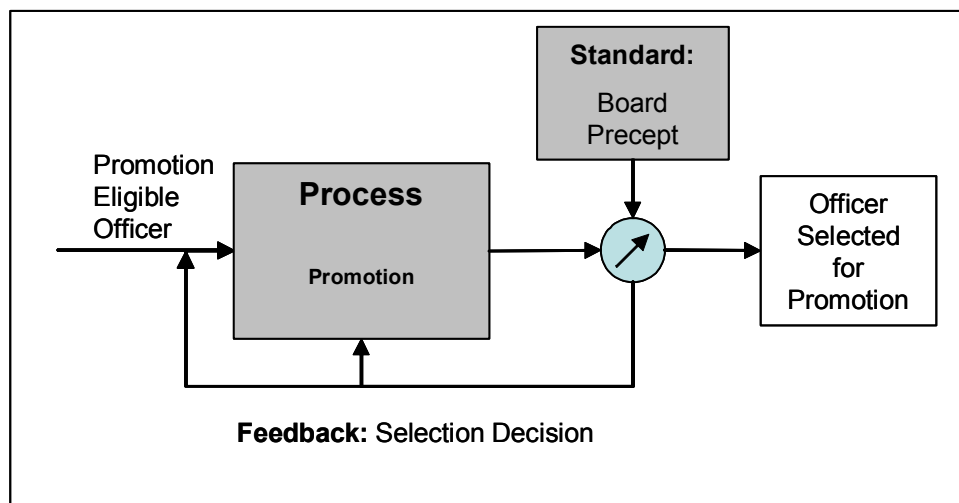 Standard:
Board
Precept
Promotion
Eligible
Officer
Process
Promotion
Officer
Selected
for
Promotion
Feedback: Selection Decision